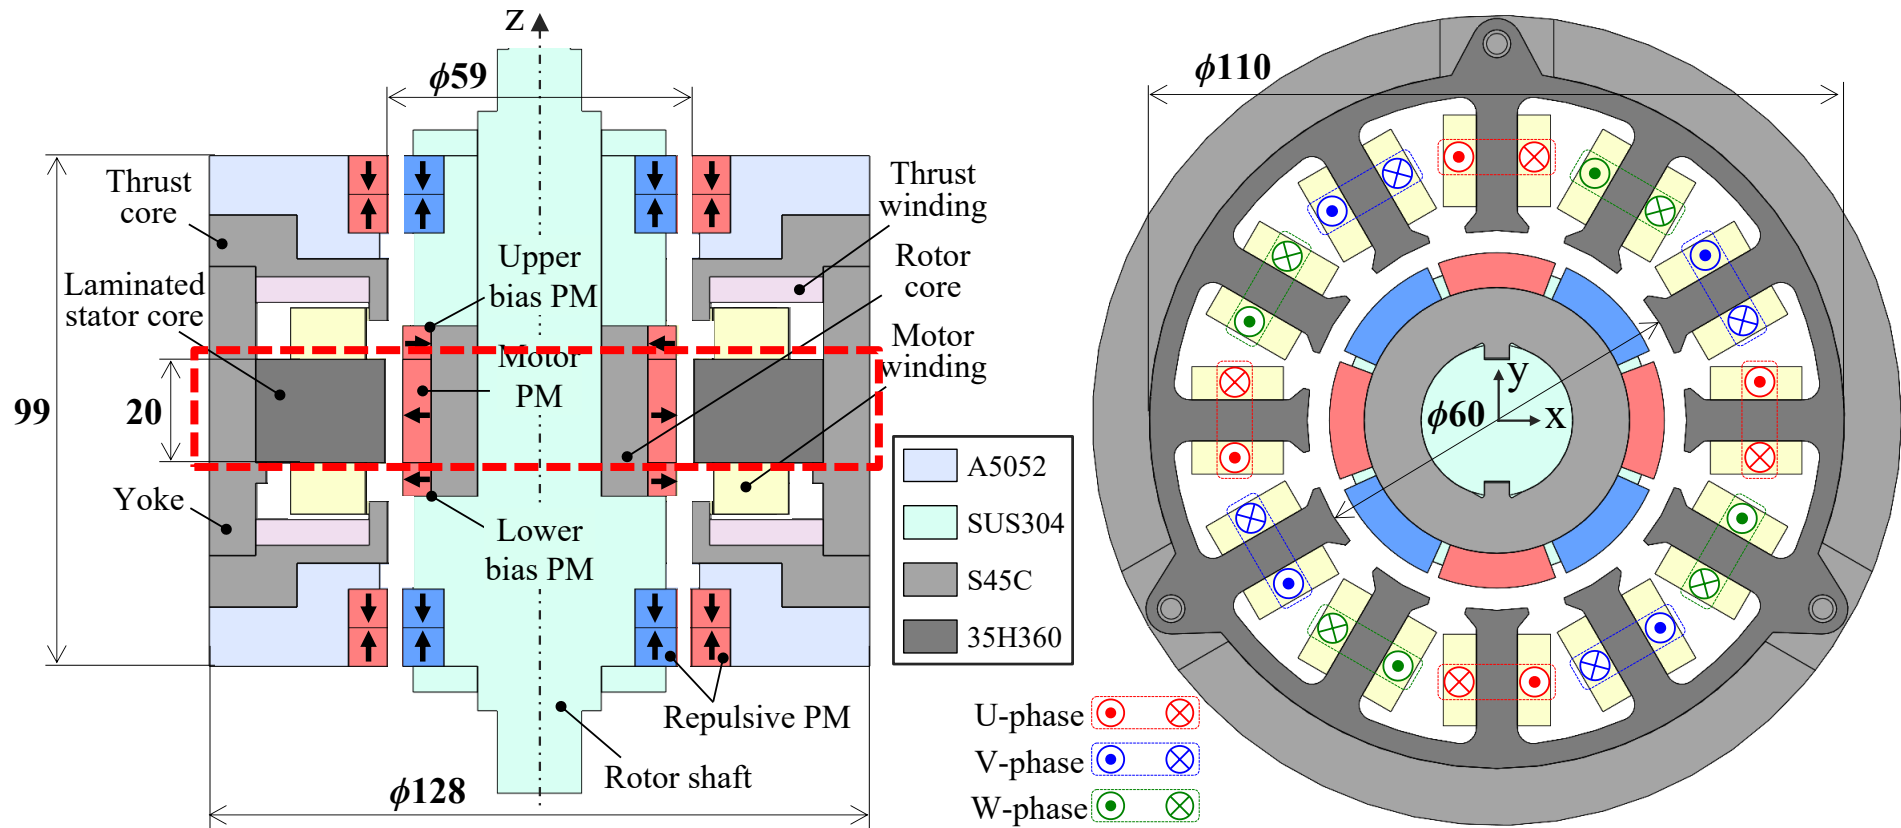 z
ϕ59
ϕ110
Thrust
core
Thrust
winding
Upper
bias PM
Rotor
core
Laminated
stator core
Motor
winding
Motor
PM
99
20
y
x
ϕ60
A5052
SUS304
S45C
35H360
Yoke
Lower
bias PM
Repulsive PM
Rotor shaft
ϕ128
U-phase
V-phase
W-phase